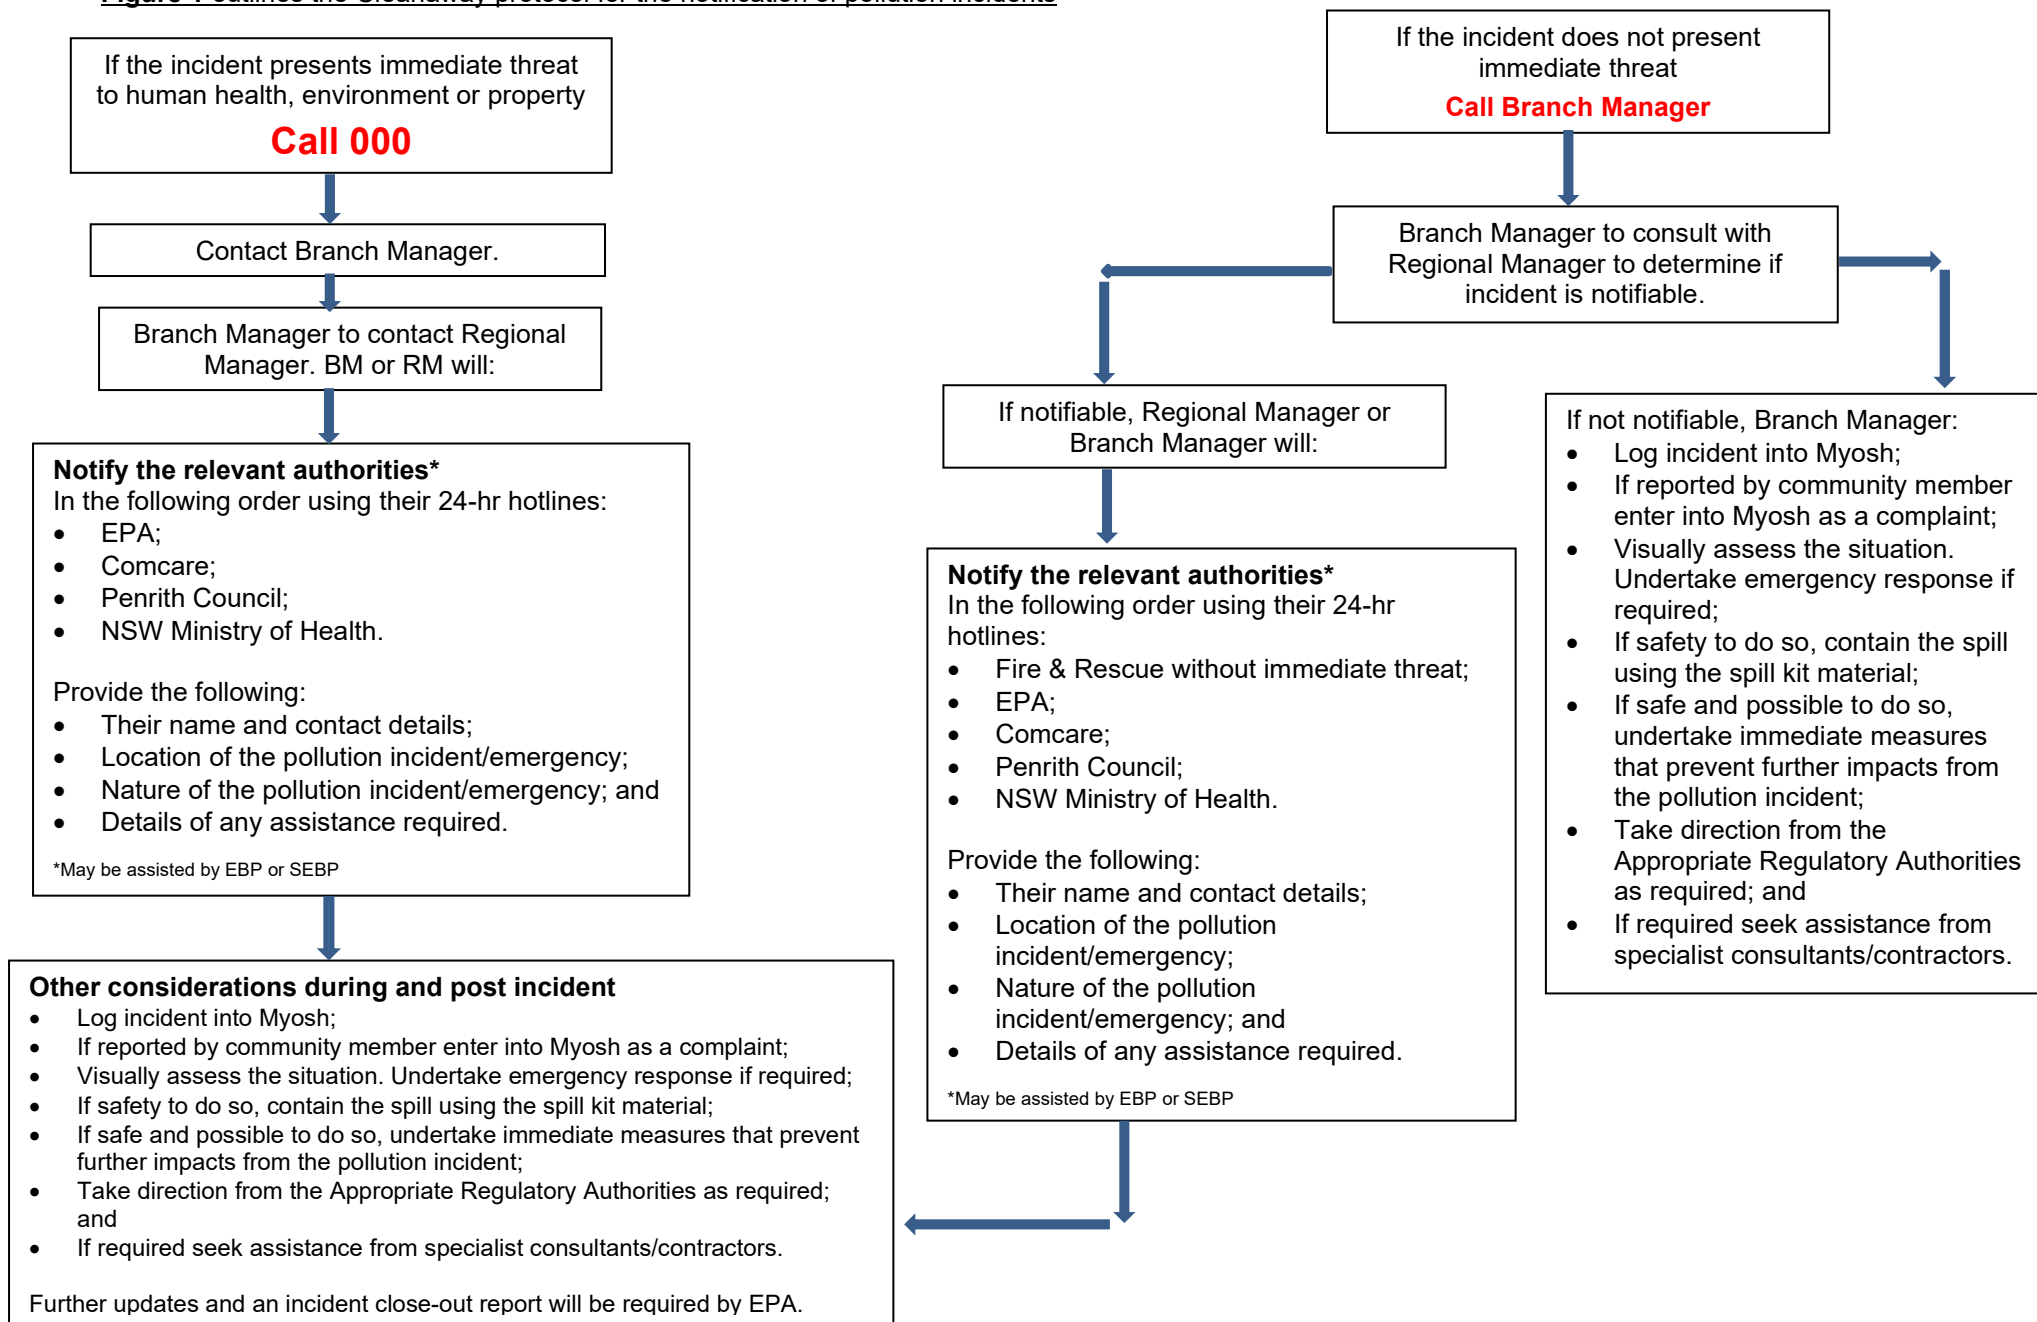 If the incident presents immediate threat
to human health, environment or property
Call 000
Contact Branch Manager.
Branch Manager to contact Regional
Manager. BM or RM will:
Notify the relevant authorities*
In the following order using their 24-hr hotlines:
• EPA;
• Comcare;
• Penrith Council;
• NSW Ministry of Health.
Provide the following:
• Their name and contact details;
• Location of the pollution incident/emergency;
• Nature of the pollution incident/emergency; and
• Details of any assistance required.
*May be assisted by EBP or SEBP
Other considerations during and post incident
• Log incident into Myosh;
• If reported by community member enter into Myosh as a complaint;
• Visually assess the situation. Undertake emergency response if required;
• If safety to do so, contain the spill using the spill kit material;
• If safe and possible to do so, undertake immediate measures that prevent
further impacts from the pollution incident;
• Take direction from the Appropriate Regulatory Authorities as required;
and
• If required seek assistance from specialist consultants/contractors.
Further updates and an incident close-out report will be required by EPA.
If the incident does not present
immediate threat
Call Branch Manager
Branch Manager to consult with
Regional Manager to determine if
incident is notifiable.
If notifiable, Regional Manager or
Branch Manager will:
Notify the relevant authorities*
In the following order using their 24-hr
hotlines:
• Fire & Rescue without immediate threat;
• EPA;
• Comcare;
• Penrith Council;
• NSW Ministry of Health.
Provide the following:
• Their name and contact details;
• Location of the pollution
incident/emergency;
• Nature of the pollution
incident/emergency; and
• Details of any assistance required.
*May be assisted by EBP or SEBP
If not notifiable, Branch Manager:
• Log incident into Myosh;
• If reported by community member
enter into Myosh as a complaint;
• Visually assess the situation.
Undertake emergency response if
required;
• If safety to do so, contain the spill
using the spill kit material;
• If safe and possible to do so,
undertake immediate measures
that prevent further impacts from
the pollution incident;
• Take direction from the
Appropriate Regulatory Authorities
as required; and
• If required seek assistance from
specialist consultants/contractors.